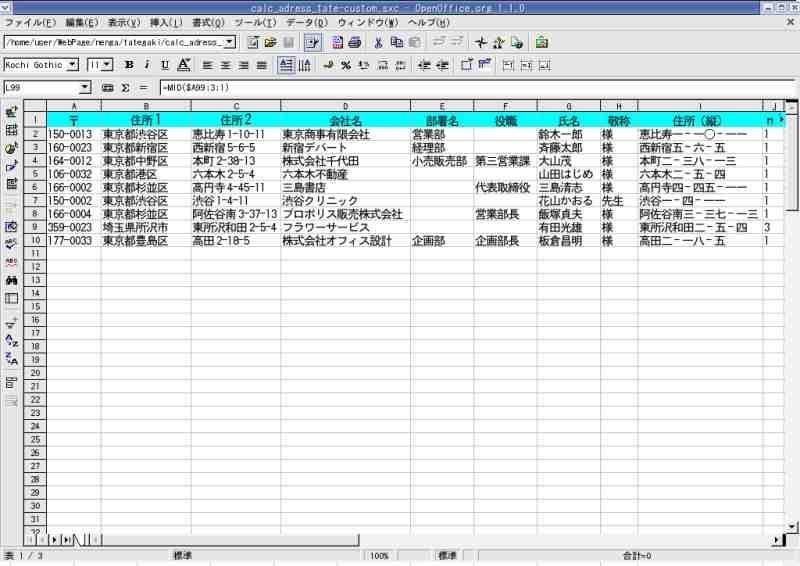 calc_adress_tate-custom.sxc - OpenOffice.org 1.1.0
ファイル(F) 編集(E) 表示(V) 挿入(I) 書式(O) ツール(T) データ(D) ウィンドウ(W) ヘルプ(H)
/home/user/WebPage/menga/tategaki/calc_adress_
Kochi Gothic 11 B i U A
L99 Σ = =MID($A99:3:1)
A B C D E F G H I J
1 〒 住所1 住所2 会社名 部署名 役職 氏名 敬称 住所（縦） n
2 150-0013 東京都渋谷区 恵比寿1-10-11 東京商事有限会社 営業部 鈴木一郎 様 恵比寿一-一〇-一一 1
3 160-0023 東京都新宿区 西新宿5-6-5 新宿デパート 経理部 斉藤太郎 様 西新宿五-六-五 1
4 164-0012 東京都中野区 本町2-38-13 株式会社千代田 小売販売部 第三営業課 大山茂 様 本町二-三八-一三 1
5 106-0032 東京都港区 六本木2-5-4 六本木不動産 山田はじめ 様 六本木二-五-四 1
6 166-0002 東京都杉並区 高円寺4-45-11 三島書店 代表取締役 三島清志 様 高円寺四-四五-一一 1
7 150-0002 東京都渋谷区 渋谷1-4-11 渋谷クリニック 花山かおる 先生 渋谷一-四-一一 1
8 166-0004 東京都杉並区 阿佐谷南3-37-13 プロポリス販売株式会社 営業部長 飯塚貞夫 様 阿佐谷南三-三七-一三 1
9 359-0023 埼玉県所沢市 東所沢和田2-5-4 フラワーサービス 有田光雄 様 東所沢和田二-五-四 3
10 177-0033 東京都豊島区 高田2-18-5 株式会社オフィス設計 企画部 企画部長 板倉昌明 様 高田二-一八-五 1
11
12
13
14
15
16
17
18
19
20
21
22
23
24
25
26
27
28
29
30
31
32
表 1 / 3 標準 100% 標準 合計=0